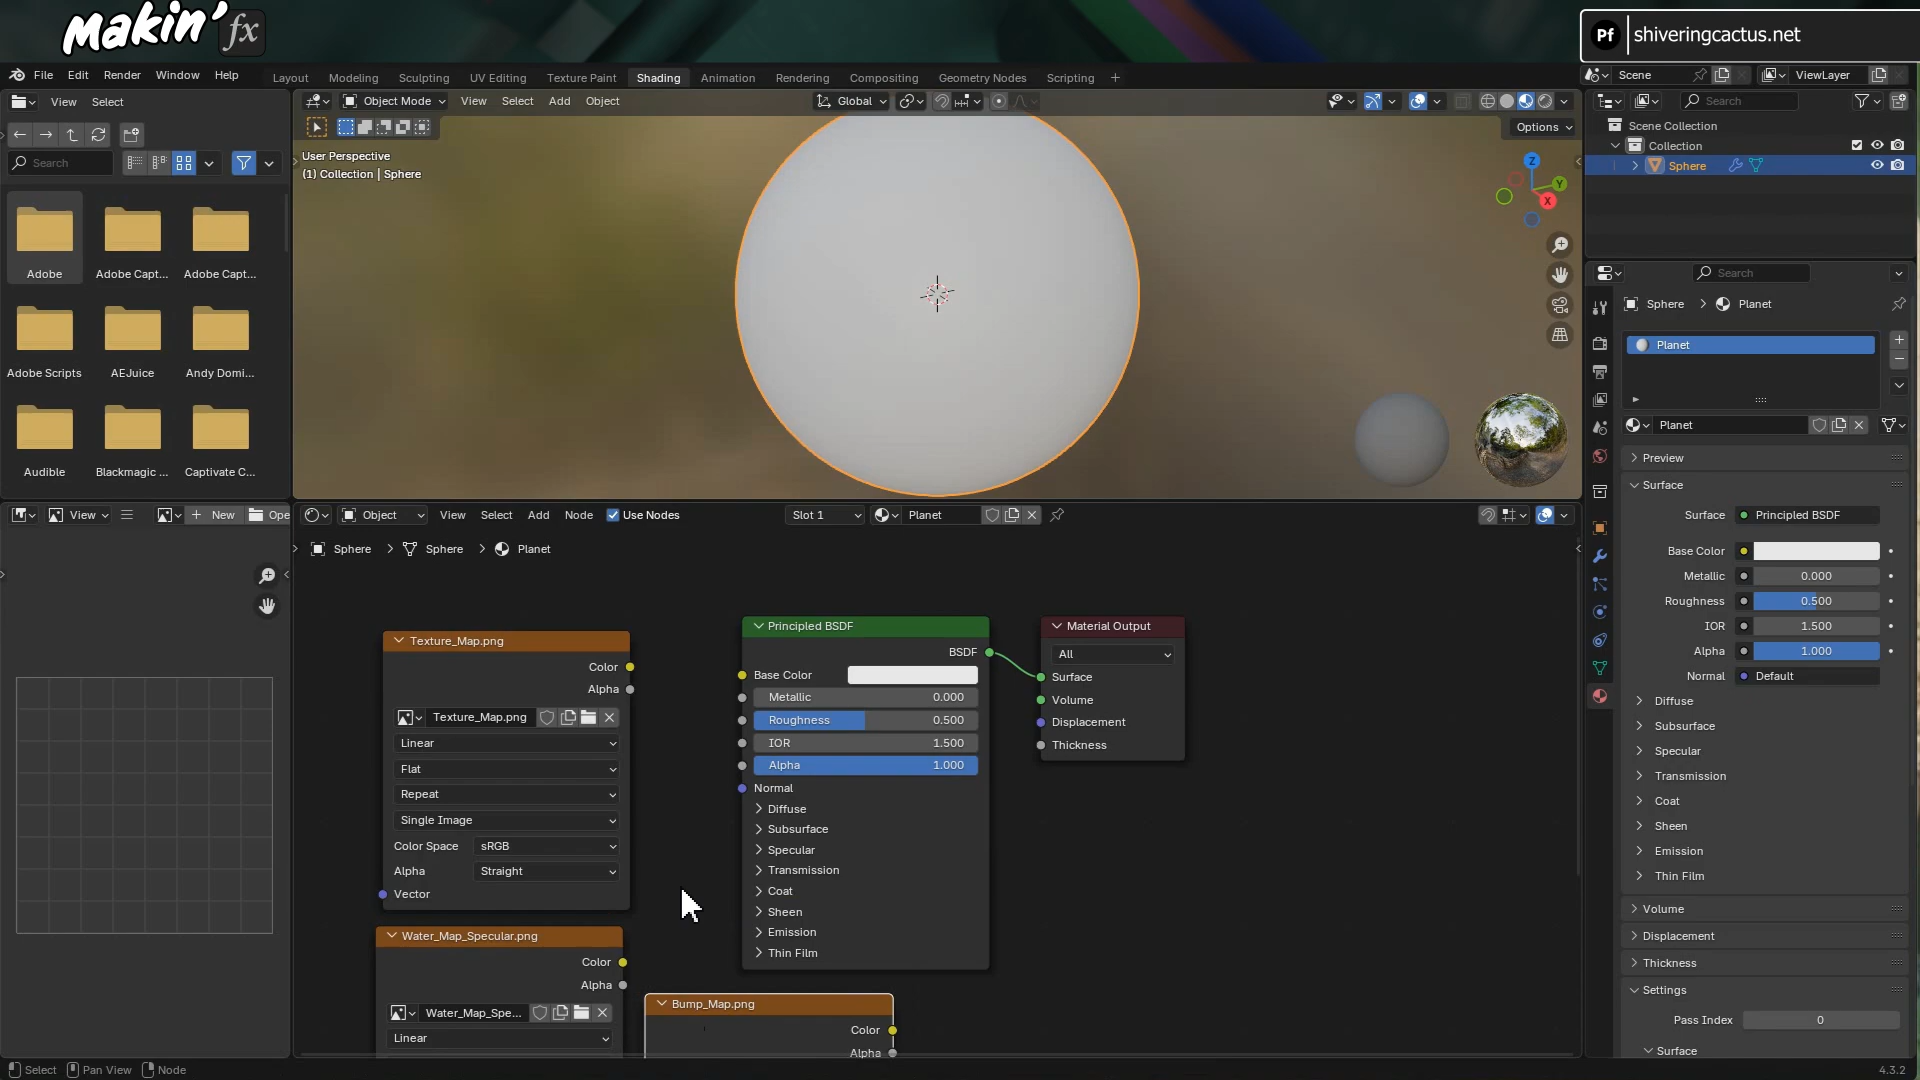 Makin' fx
Pf shiveringcactus.net
File Edit Render Window Help
Layout Modeling Sculpting UV Editing Texture Paint Shading Animation Rendering Compositing Geometry Nodes Scripting +
Scene
ViewLayer
View Select
Search
Adobe
Adobe Capt...
Adobe Capt...
Adobe Scripts
AEJuice
Andy Domi...
Audible
Blackmagic ...
Captivate C...
Object Mode View Select Add Object
Global
Options
User Perspective
(1) Collection | Sphere
Z
Y
X
Search
Scene Collection
Collection
Sphere
Search
Sphere > Planet
Planet
Planet
Preview
Surface
Surface Principled BSDF
Base Color
Metallic 0.000
Roughness 0.500
IOR 1.500
Alpha 1.000
Normal Default
Diffuse
Subsurface
Specular
Transmission
Coat
Sheen
Emission
Thin Film
Volume
Displacement
Thickness
Settings
Pass Index 0
Surface
View
+ New Ope
Object View Select Add Node Use Nodes
Slot 1
Planet
Sphere > Sphere > Planet
Texture_Map.png
Color
Alpha
Texture_Map.png
Linear
Flat
Repeat
Single Image
Color Space sRGB
Alpha Straight
Vector
Water_Map_Specular.png
Color
Alpha
Water_Map_Spe...
Linear
Bump_Map.png
Color
Alpha
Principled BSDF
BSDF
Base Color
Metallic 0.000
Roughness 0.500
IOR 1.500
Alpha 1.000
Normal
Diffuse
Subsurface
Specular
Transmission
Coat
Sheen
Emission
Thin Film
Material Output
All
Surface
Volume
Displacement
Thickness
Select Pan View Node
4.3.2